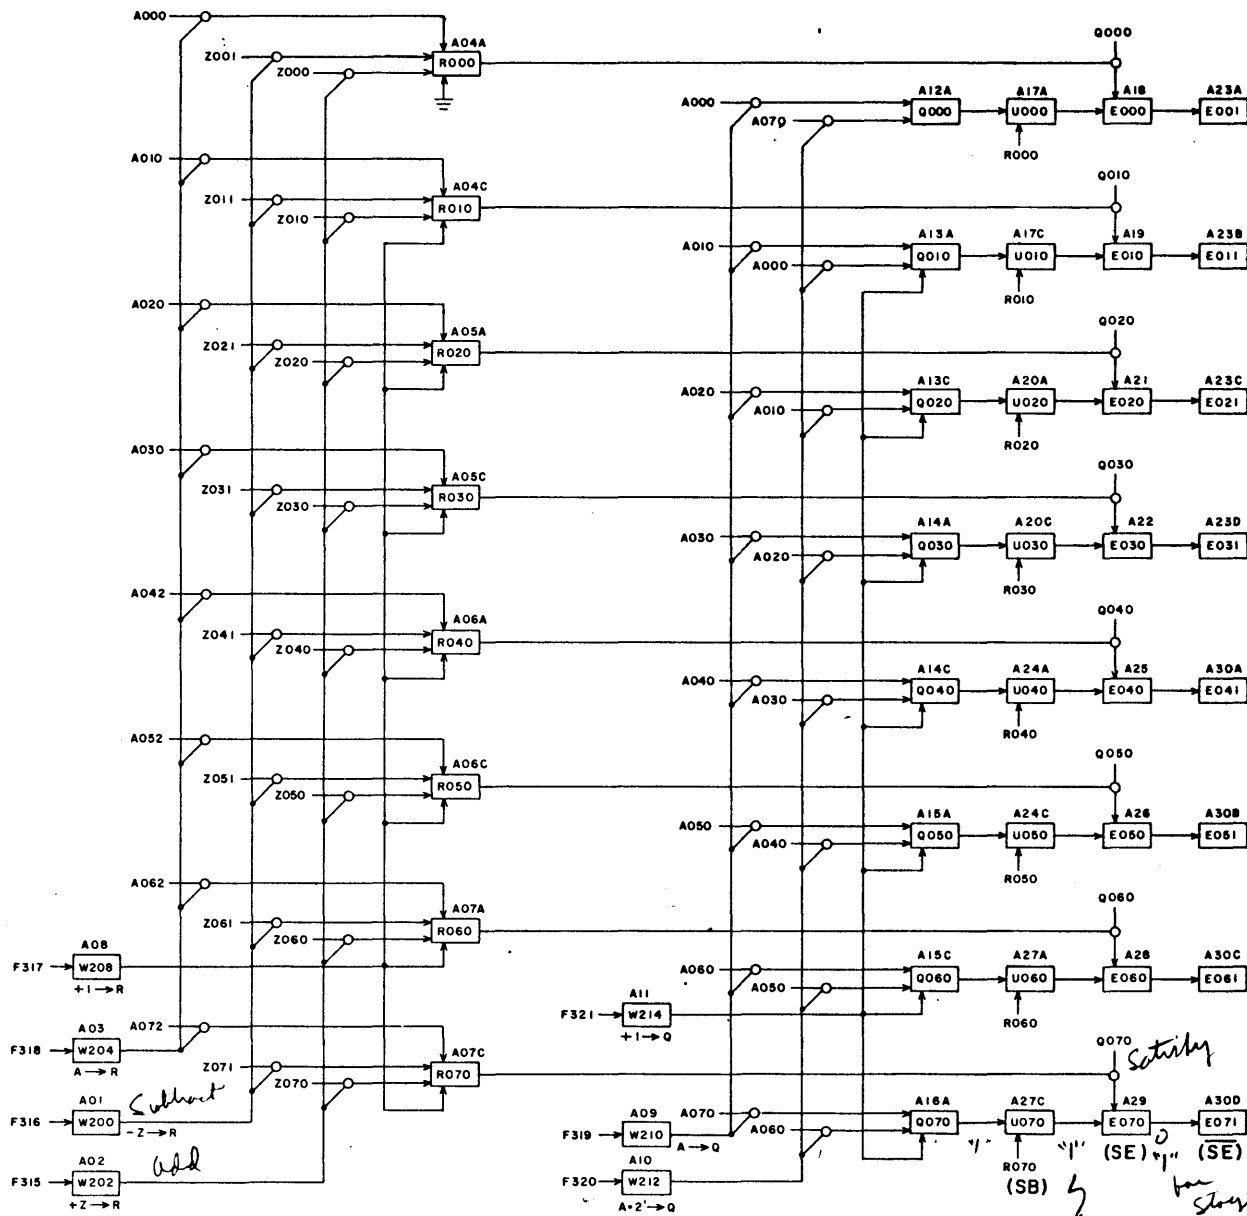 A000
A04A
Z001
R000
Z000
Q000
A000
A070
A12A
A17A
A18
A23A
Q000
U000
E000
E001
R000
A010
A04C
Z011
R010
Z010
Q010
A010
A000
A13A
A17C
A19
A23B
Q010
U010
E010
E011
R010
A020
A05A
Z021
R020
Z020
Q020
A020
A010
A13C
A20A
A21
A23C
Q020
U020
E020
E021
R020
A030
A05C
Z031
R030
Z030
Q030
A030
A020
A14A
A20C
A22
A23D
Q030
U030
E030
E031
R030
A042
A06A
Z041
R040
Z040
Q040
A040
A030
A14C
A24A
A25
A30A
Q040
U040
E040
E041
R040
A052
A06C
Z051
R050
Z050
Q050
A050
A040
A15A
A24C
A26
A30B
Q050
U050
E050
E051
R050
A062
A07A
Z061
R060
Z060
Q060
A060
A050
A15C
A27A
A28
A30C
Q060
U060
E060
E061
R060
A08
F317
W208
+1→R
A11
F321
W214
+1→Q
A03
F318
W204
A→R
A072
A07C
Z071
R070
Z070
Q070
A01
F316
W200
-Z→R
Subtract
A02
F315
W202
+Z→R
add
A09
F319
W210
A→Q
A10
F320
W212
A·2'→Q
A070
A060
A16A
A27C
A29
A30D
Q070
U070
E070
E071
"1"
"1"
(SE)
0
"1"
(SE)
R070
(SB)